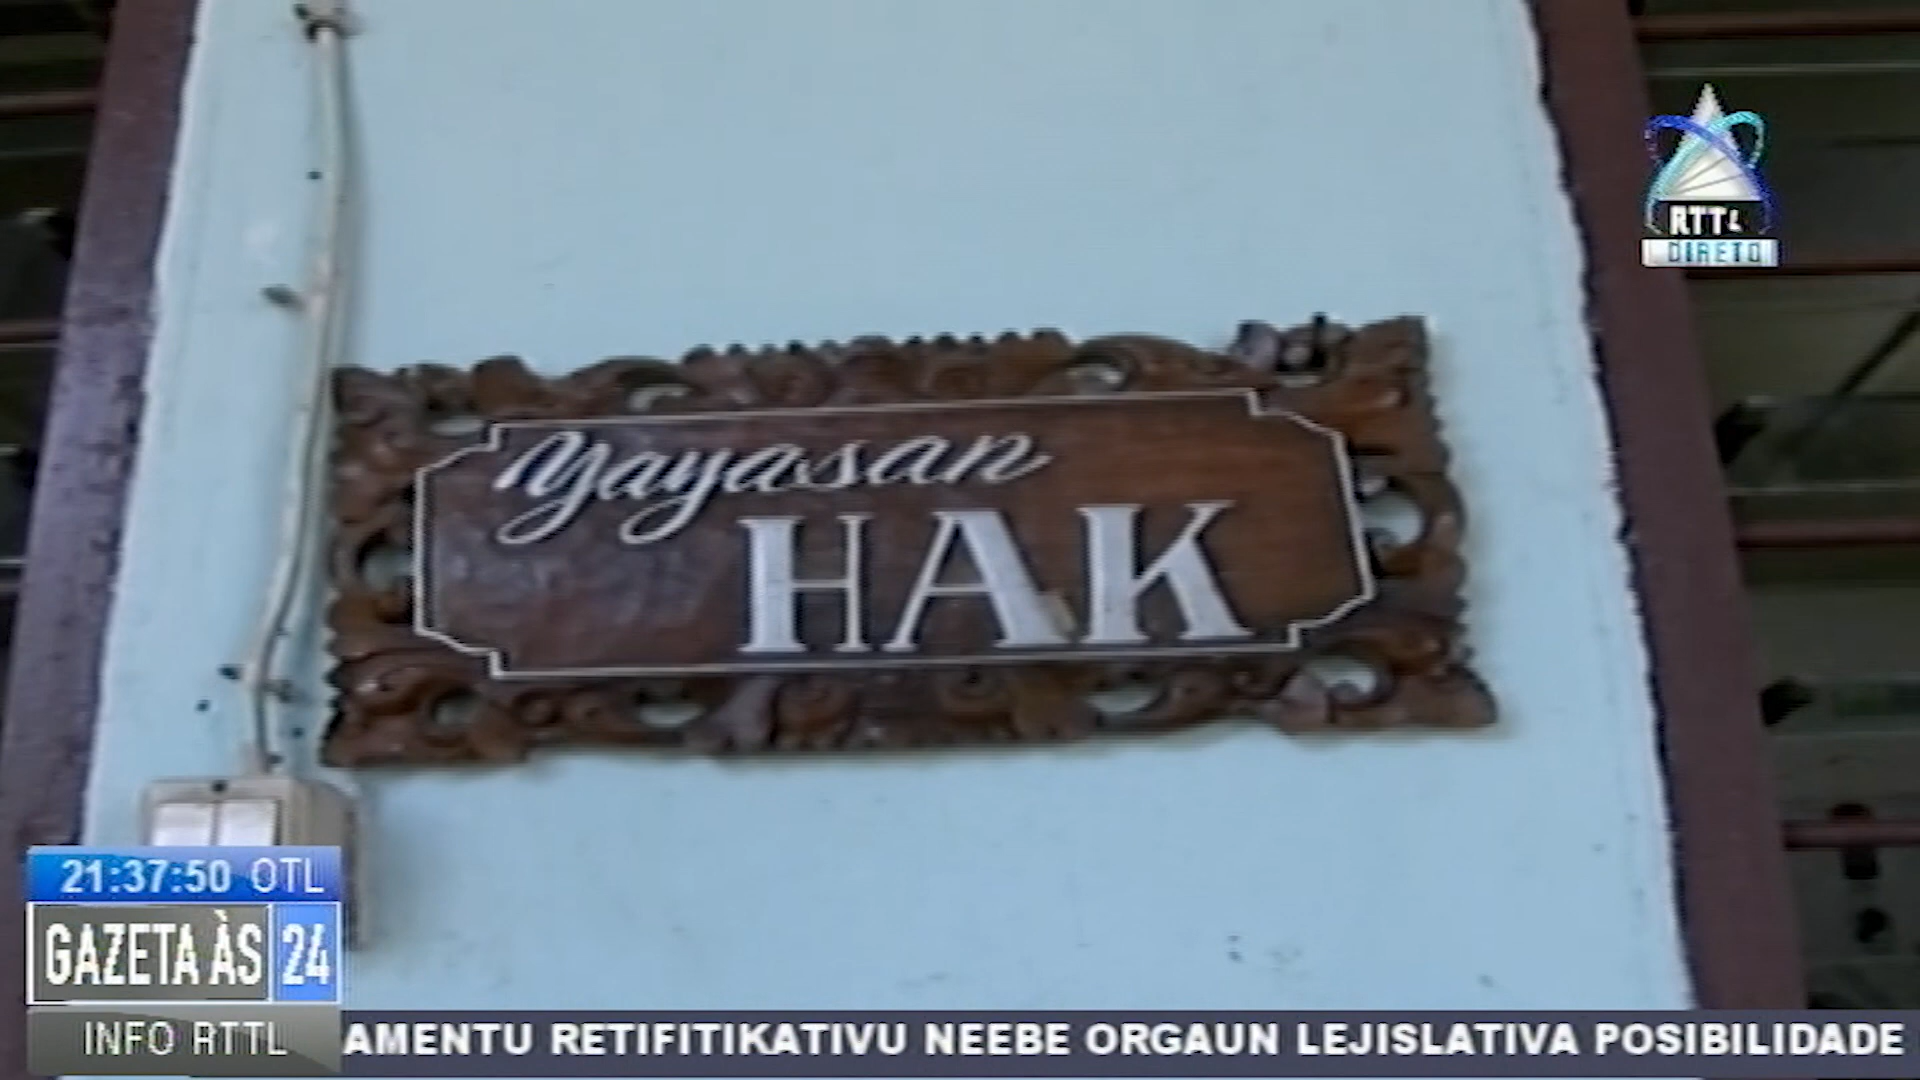 RTTL
DIRETO
Yayasan
HAK
21:37:50 OTL
GAZETA ÀS 24
INFO RTTL
AMENTU RETIFITIKATIVU NEEBE ORGAUN LEJISLATIVA POSIBILIDADE